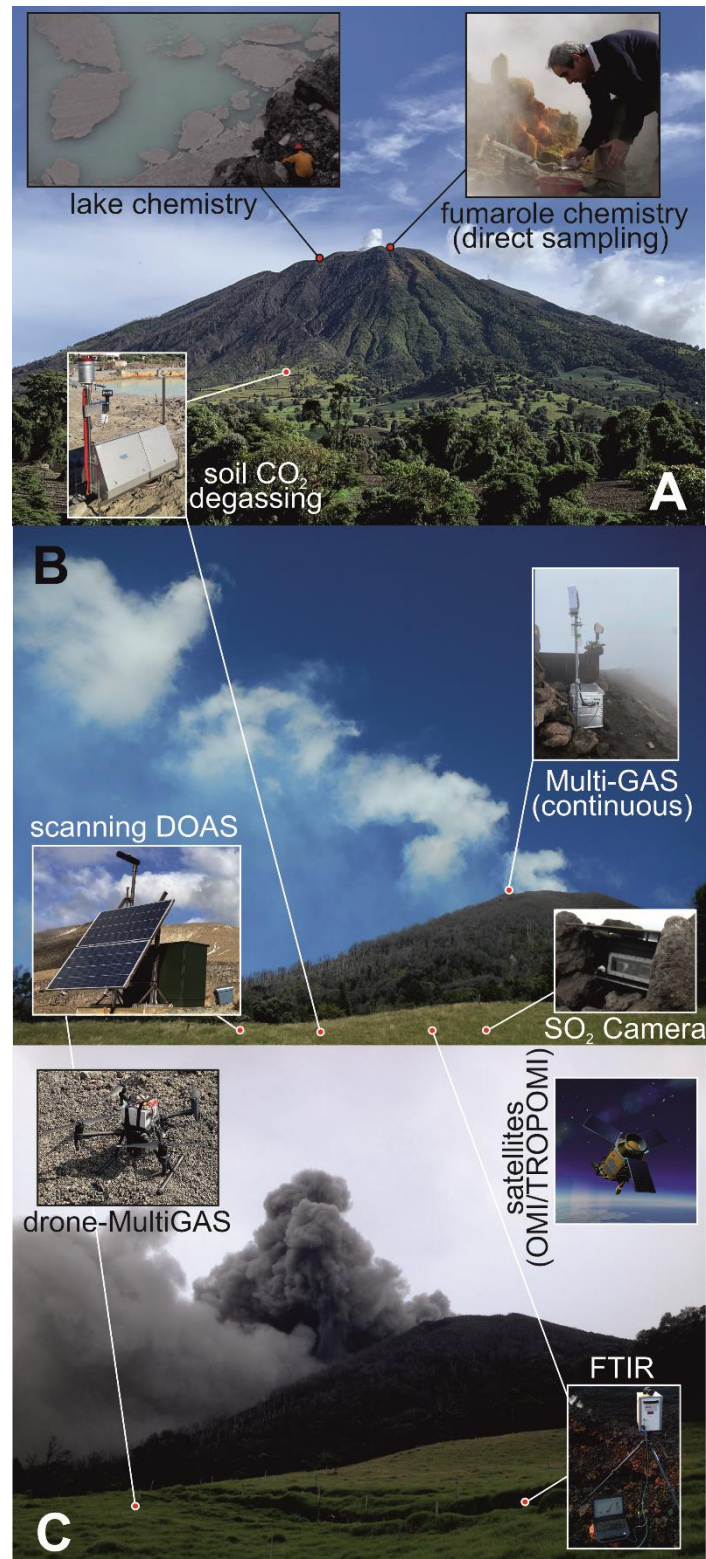 lake chemistry
fumarole chemistry
(direct sampling)
soil CO₂
degassing
A
B
Multi-GAS
(continuous)
scanning DOAS
SO₂ Camera
drone-MultiGAS
satellites
(OMI/TROPOMI)
FTIR
C